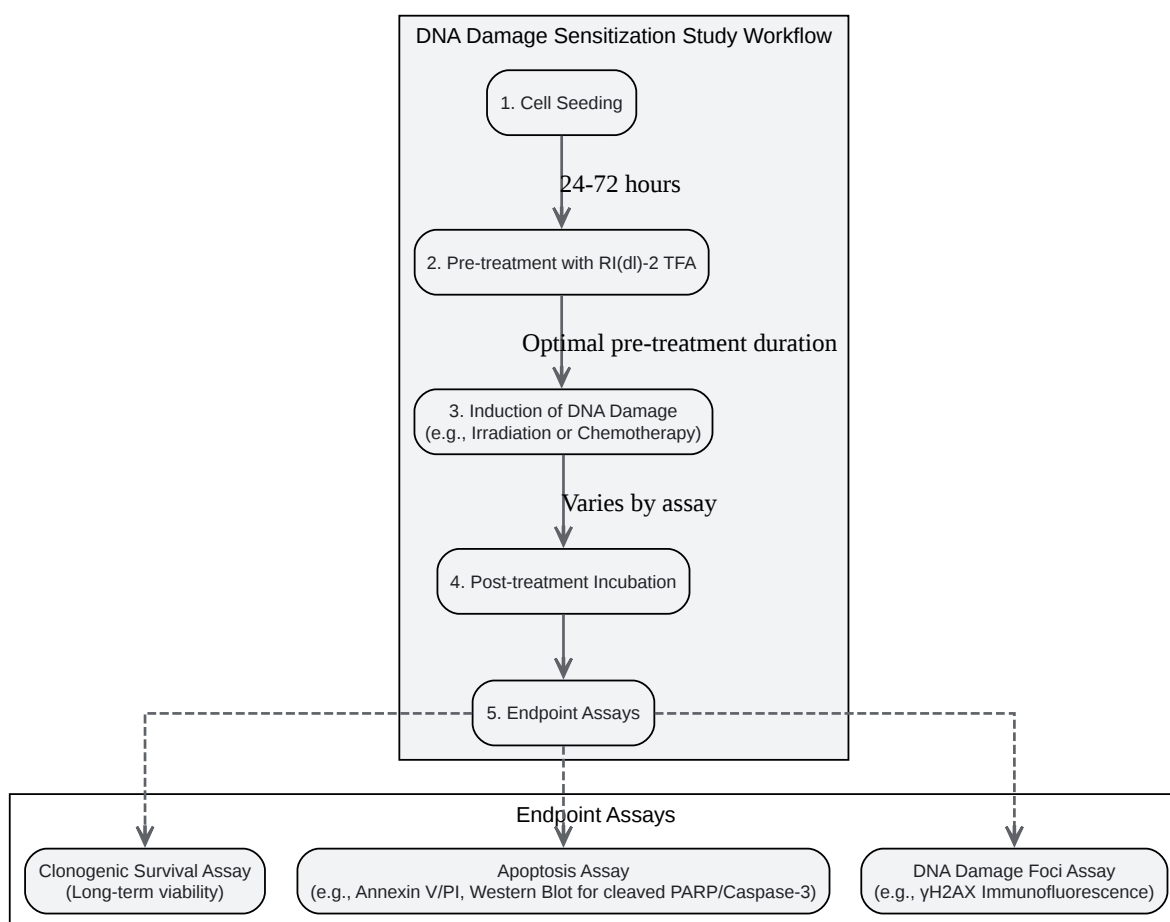 DNA Damage Sensitization Study Workflow
1. Cell Seeding
24-72 hours
2. Pre-treatment with RI(dl)-2 TFA
Optimal pre-treatment duration
3. Induction of DNA Damage
(e.g., Irradiation or Chemotherapy)
Varies by assay
4. Post-treatment Incubation
5. Endpoint Assays
Endpoint Assays
Clonogenic Survival Assay
(Long-term viability)
Apoptosis Assay
(e.g., Annexin V/PI, Western Blot for cleaved PARP/Caspase-3)
DNA Damage Foci Assay
(e.g., γH2AX Immunofluorescence)